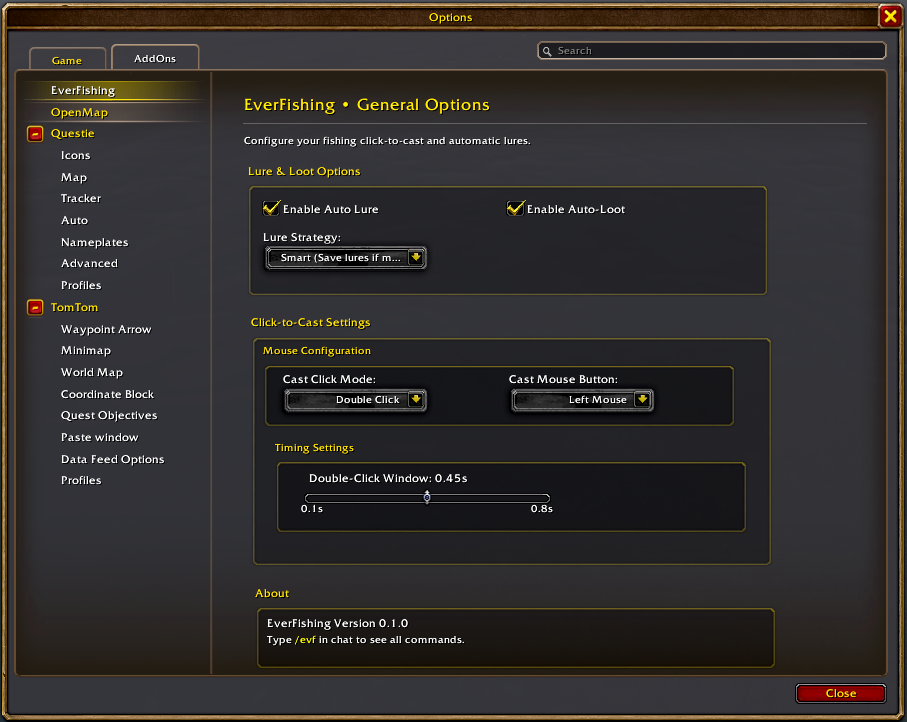 Options
Game
AddOns
Search
EverFishing
OpenMap
Questie
Icons
Map
Tracker
Auto
Nameplates
Advanced
Profiles
TomTom
Waypoint Arrow
Minimap
World Map
Coordinate Block
Quest Objectives
Paste window
Data Feed Options
Profiles
EverFishing • General Options
Configure your fishing click-to-cast and automatic lures.
Lure & Loot Options
Enable Auto Lure
Enable Auto-Loot
Lure Strategy:
Smart (Save lures if m...
Click-to-Cast Settings
Mouse Configuration
Cast Click Mode:
Cast Mouse Button:
Double Click
Left Mouse
Timing Settings
Double-Click Window: 0.45s
0.1s
0.8s
About
EverFishing Version 0.1.0
Type /evf in chat to see all commands.
Close